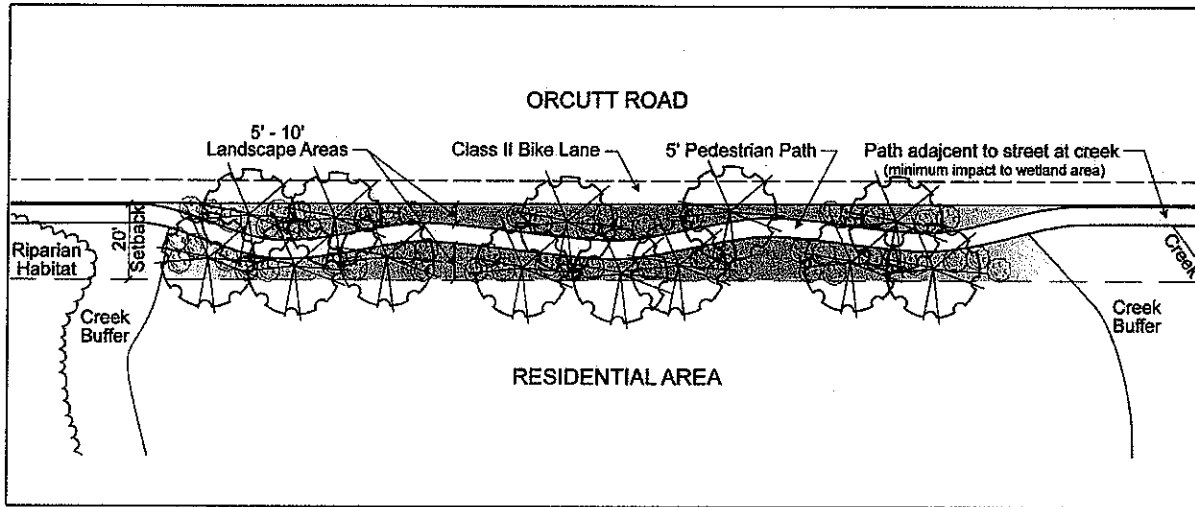 ORCUTT ROAD
5' - 10'
Landscape Areas
Class II Bike Lane
5' Pedestrian Path
Path adajcent to street at creek
(minimum impact to wetland area)
20'
Setback
Riparian
Habitat
Creek
Buffer
Creek
Creek
Buffer
RESIDENTIAL AREA